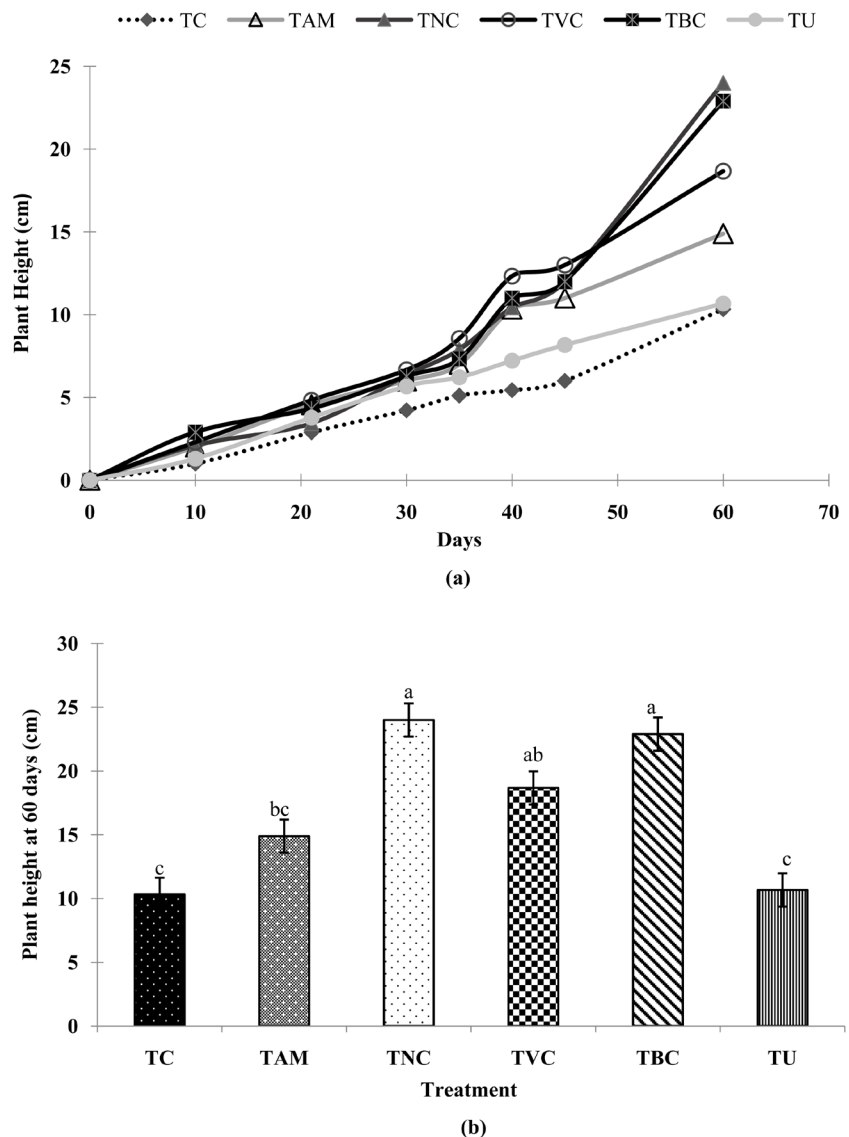 TC TAM TNC TVC TBC TU
25
20
15
10
5
0
Plant Height (cm)
0 10 20 30 40 50 60 70
Days
(a)
30
25
20
15
10
5
0
Plant height at 60 days (cm)
c bc a ab a c
TC TAM TNC TVC TBC TU
Treatment
(b)